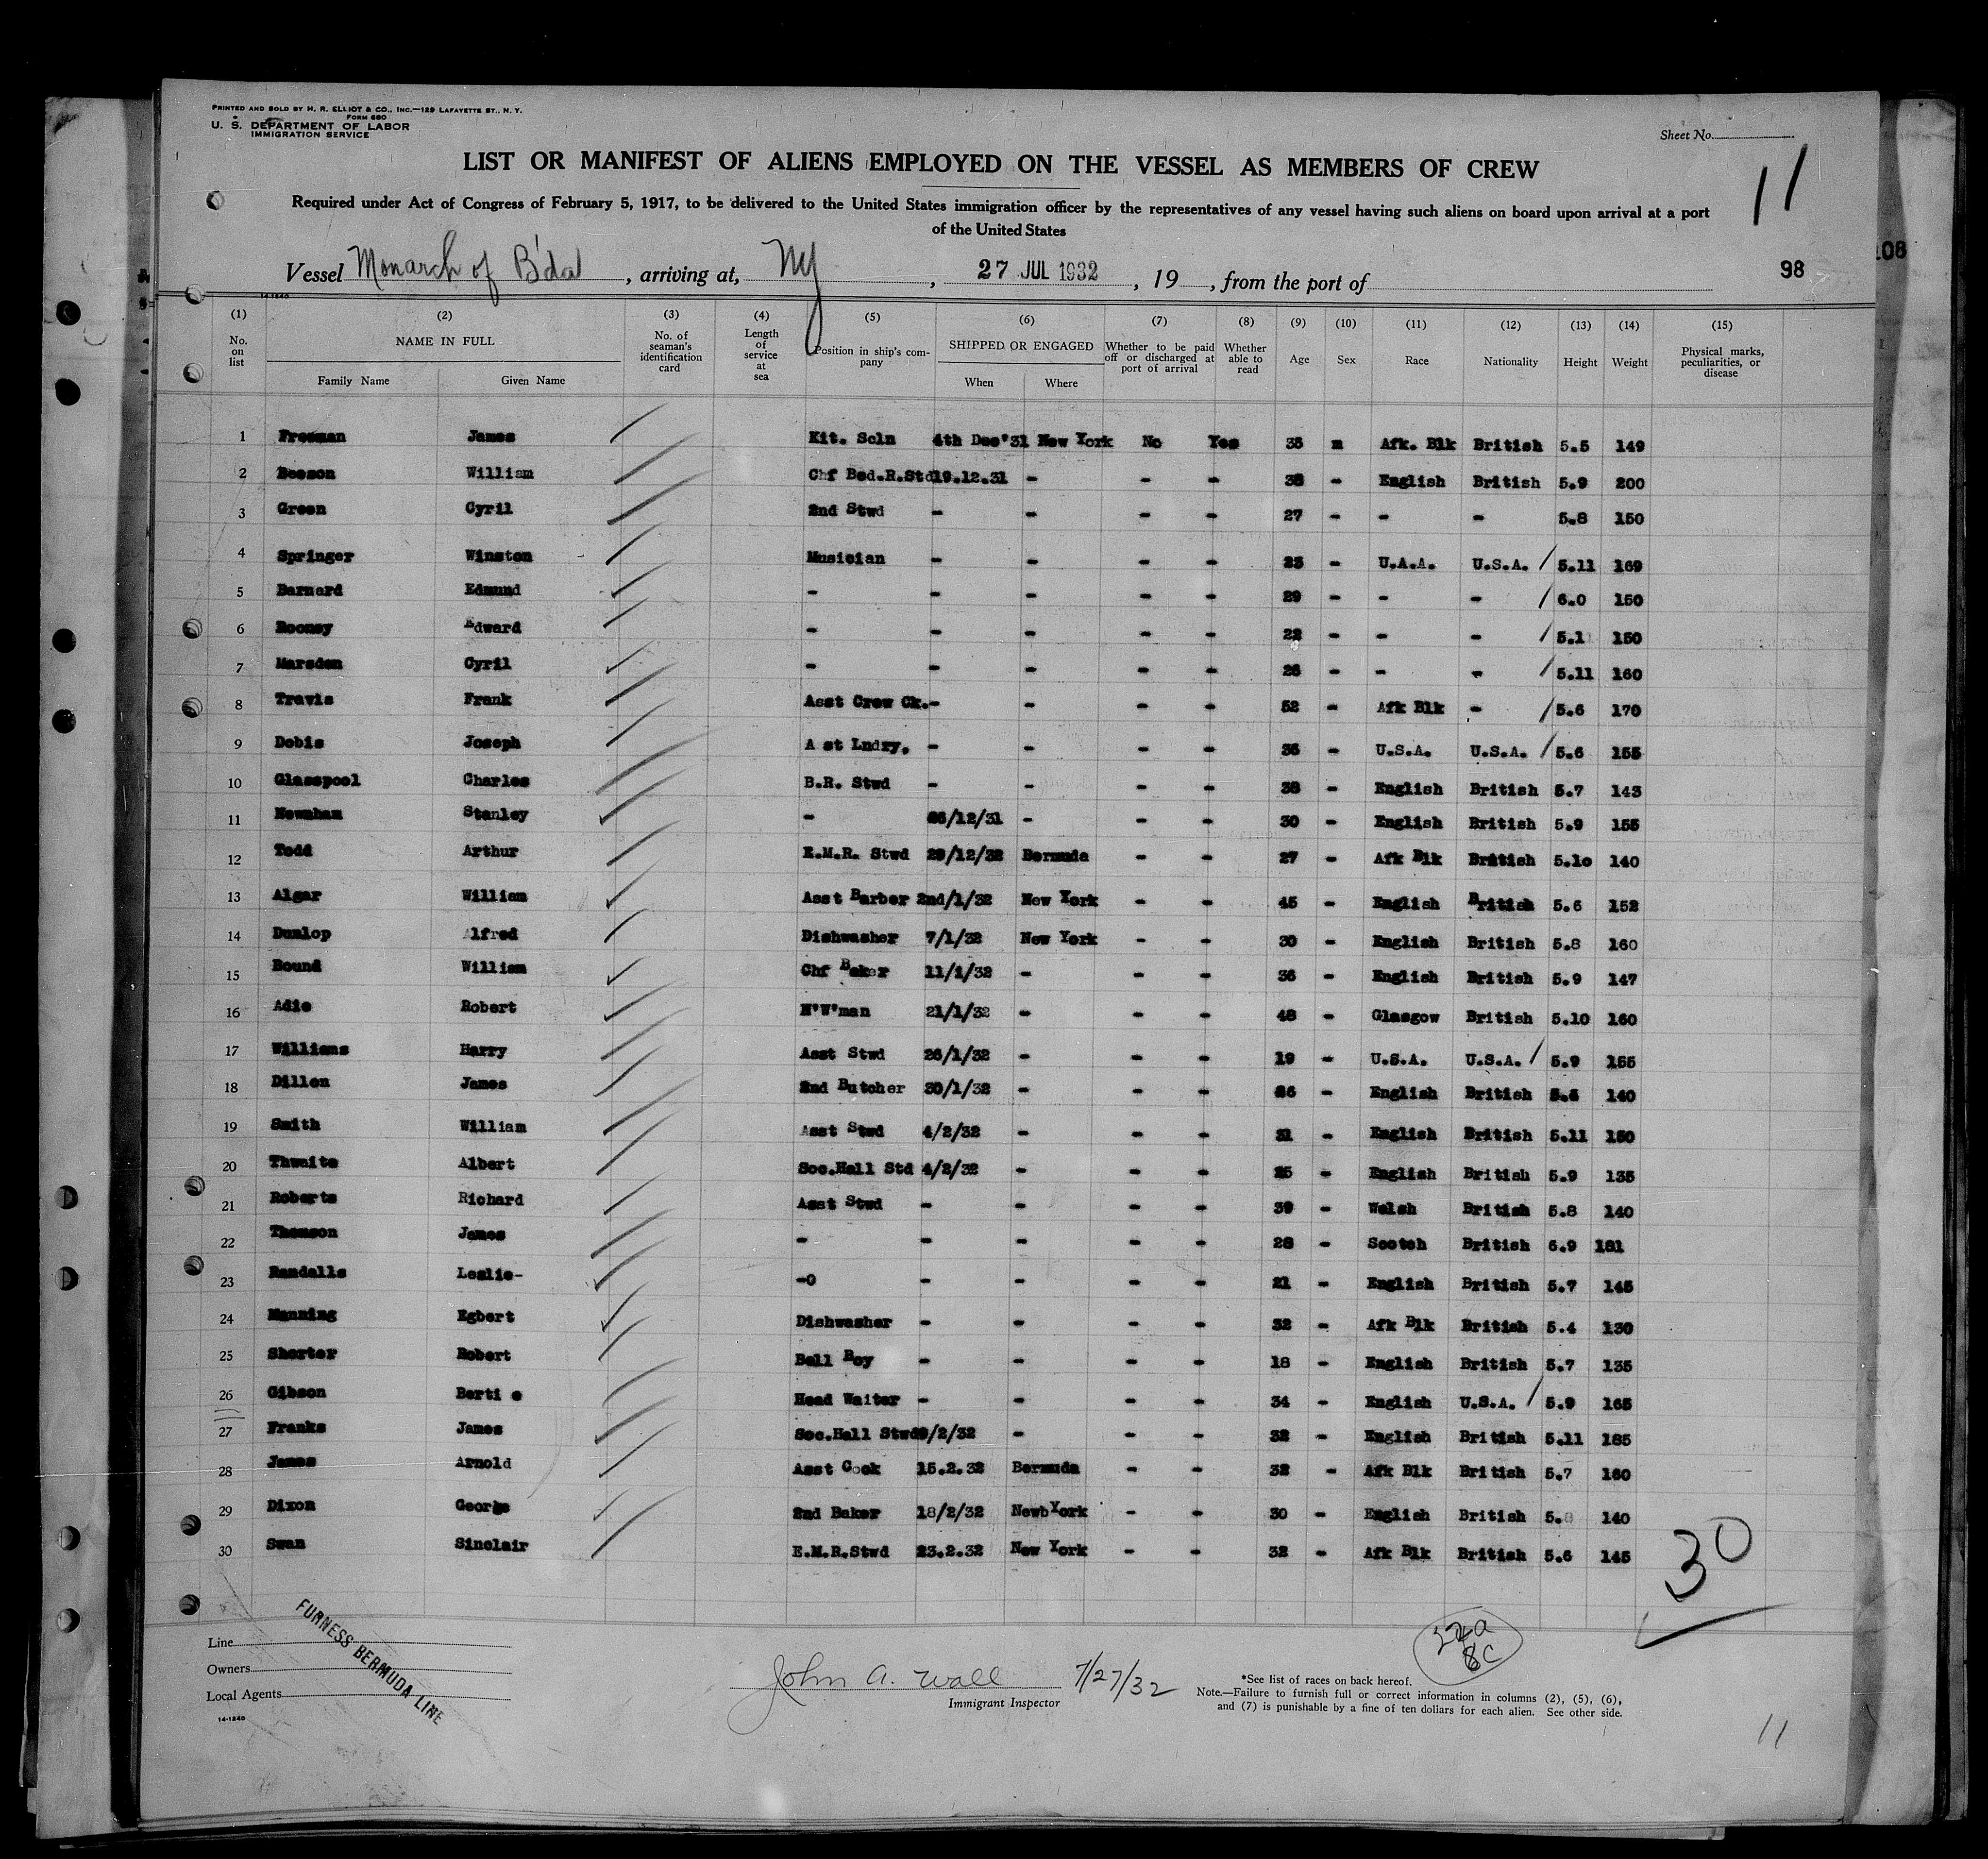 PRINTED AND SOLD BY H. R. ELLIOT & CO., INC.—129 LAFAYETTE ST., N. Y.
FORM 680
U. S. DEPARTMENT OF LABOR
IMMIGRATION SERVICE
Sheet No.
11
LIST OR MANIFEST OF ALIENS EMPLOYED ON THE VESSEL AS MEMBERS OF CREW
Required under Act of Congress of February 5, 1917, to be delivered to the United States immigration officer by the representatives of any vessel having such aliens on board upon arrival at a port
of the United States
108
Vessel Monarch of B'da, arriving at, NY, 27 JUL 1932, 19, from the port of 98
14-1240
(1) No. on list (2) NAME IN FULL Family Name Given Name (3) No. of seaman's identification card (4) Length of service at sea (5) Position in ship's company (6) SHIPPED OR ENGAGED When Where (7) Whether to be paid off or discharged at port of arrival (8) Whether able to read (9) Age (10) Sex (11) Race (12) Nationality (13) Height (14) Weight (15) Physical marks, peculiarities, or disease
1 Freeman James Kit. Scln 4th Dec'31 New York No Yes 35 m Afk. Blk British 5.5 149
2 Beeson William Chf Bed.R.Std 19.12.31 - - - 38 - English British 5.9 200
3 Green Cyril 2nd Stwd - - - - 27 - - - 5.8 150
4 Springer Winston Musician - - - - 23 - U.A.A. U.S.A. / 5.11 169
5 Barnard Edmund - - - - - 29 - - - / 6.0 150
6 Rooney Edward - - - - - 22 - - - / 5.1 150
7 Marsden Cyril - - - - - 26 - - - / 5.11 160
8 Travis Frank Asst Crew Ck. - - - - 52 - Afk Blk - / 5.6 170
9 Dobis Joseph A st Lndry. - - - - 36 - U.S.A. U.S.A. / 5.6 155
10 Glasspool Charles B.R. Stwd - - - - 38 - English British 5.7 143
11 Newnham Stanley - 26/12/31 - - - 30 - English British 5.9 155
12 Todd Arthur E.M.R. Stwd 29/12/32 Bermuda - - 27 - Afk Blk British 5.10 140
13 Algar William Asst Barber 2nd/1/32 New York - - 45 - English British 5.6 152
14 Dunlop Alfred Dishwasher 7/1/32 New York - - 30 - English British 5.8 160
15 Bound William Chf Baker 11/1/32 - - - 36 - English British 5.9 147
16 Adie Robert N'W'man 21/1/32 - - - 48 - Glasgow British 5.10 160
17 Williams Harry Asst Stwd 26/1/32 - - - 19 - U.S.A. U.S.A. / 5.9 155
18 Dillon James 2nd Butcher 30/1/32 - - - 26 - English British 140
19 Smith William Asst Stwd 4/2/32 - - - 31 - English British 5.11 150
20 Thwaite Albert Soc.Hall Std 4/2/32 - - - 25 - English British 5.9 135
21 Roberts Richard Asst Stwd - - - - 39 - Welsh British 5.8 140
22 Thomson James - - - - - 28 - Scotch British 6.9 181
23 Randalls Leslie- -O - - - - 21 - English British 5.7 145
24 Manning Egbert Dishwasher - - - - 32 - Afk Blk British 5.4 130
25 Shorter Robert Bell Boy - - - - 18 - English British 5.7 135
26 Gibson Berti e Head Waiter - - - - 34 - English U.S.A. / 5.9 165
27 Franks James Soc.Hall Stwd 9/2/32 - - - 32 - English British 5.11 185
28 James Arnold Asst Cook 15.2.32 Bermuda - - 32 - Afk Blk British 5.7 160
29 Dixon George 2nd Baker 18/2/32 NewbYork - - 30 - English British 5.8 140
30 Swan Sinclair E.M.R.Stwd 23.2.32 New York - - 32 - Afk Blk British 5.6 145
30
Line
Owners
Local Agents
FURNESS BERMUDA LINE
14-1240
John A. Wall 7/27/32
Immigrant Inspector
*See list of races on back hereof.
Note.—Failure to furnish full or correct information in columns (2), (5), (6),
and (7) is punishable by a fine of ten dollars for each alien. See other side.
11